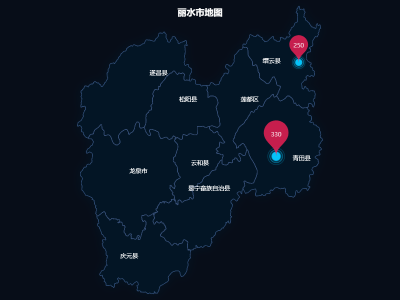 丽水市地图
250
缙云县
遂昌县
松阳县
莲都区
330
青田县
云和县
龙泉市
景宁畲族自治县
庆元县